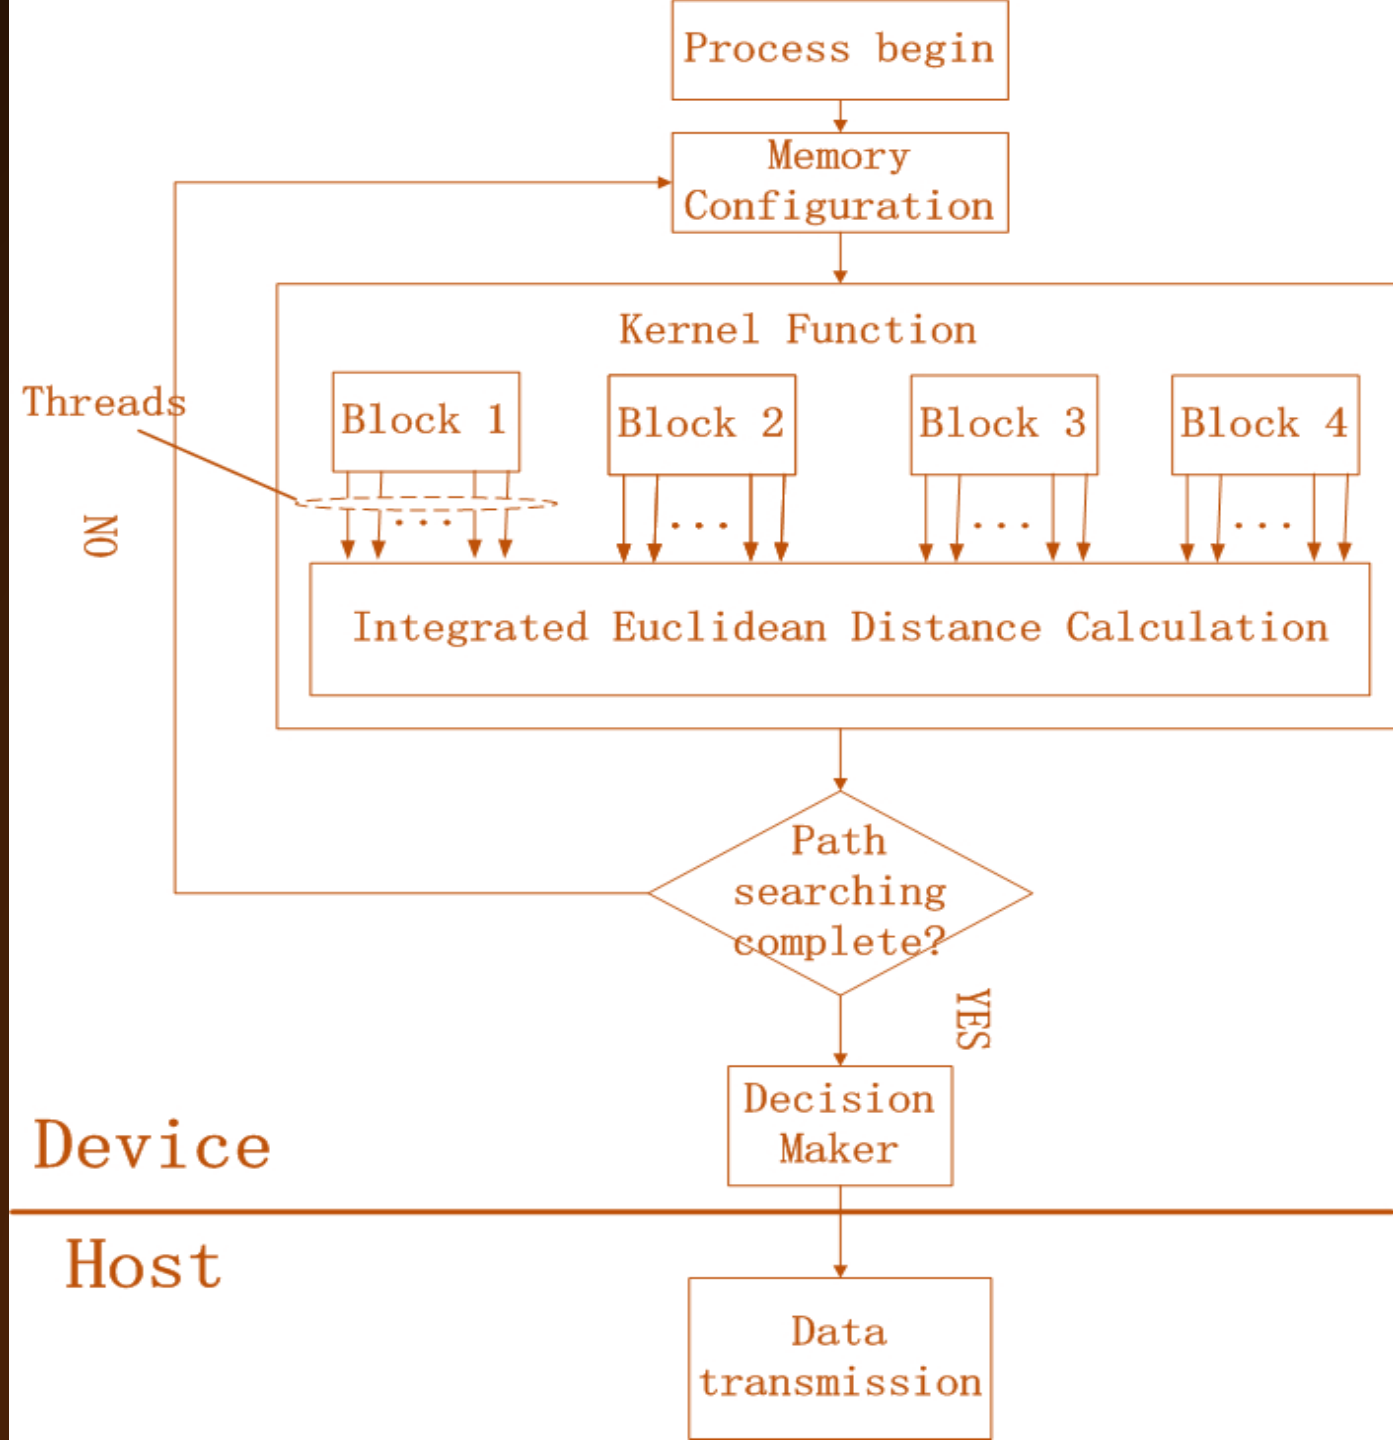 Process begin
Memory
Configuration
Kernel Function
Threads
Block 1
Block 2
Block 3
Block 4
...
...
...
...
NO
Integrated Euclidean Distance Calculation
Path
searching
complete?
YES
Decision
Maker
Device
Host
Data
transmission